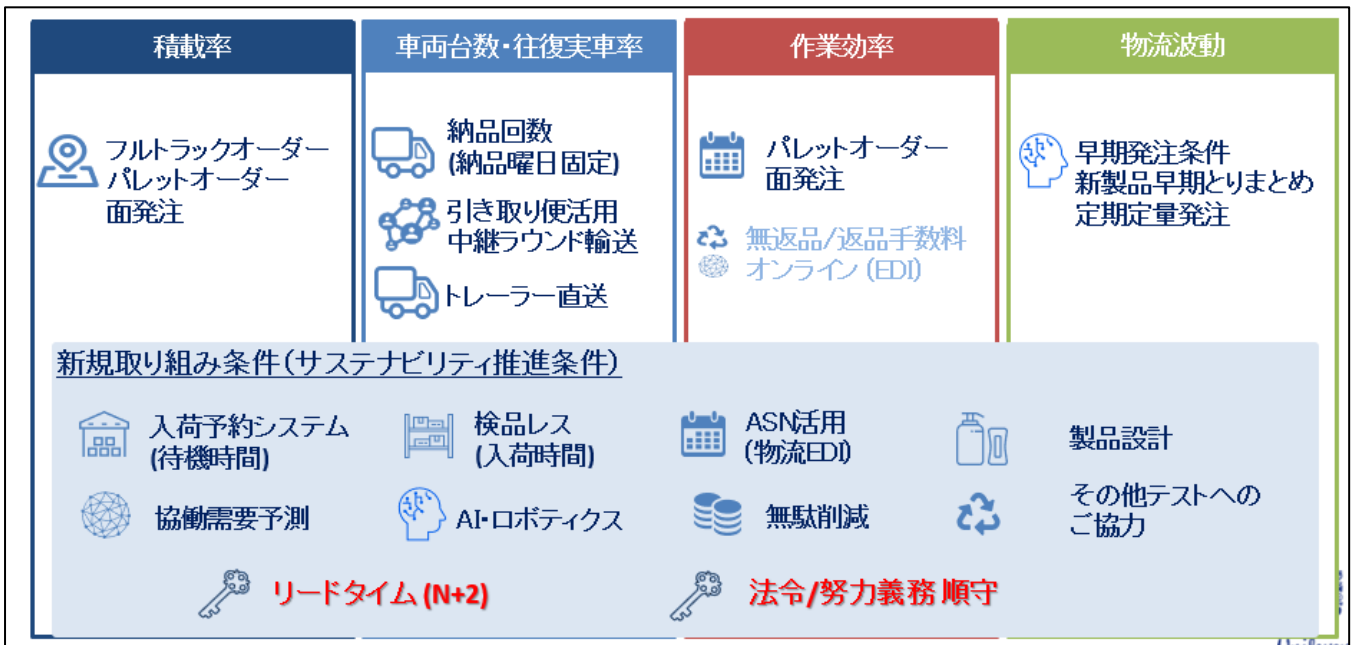 積載率
車両台数・往復実車率
作業効率
物流波動
フルトラックオーダー
パレットオーダー
面発注
納品回数
(納品曜日固定)
引き取り便活用
中継ラウンド輸送
トレーラー直送
パレットオーダー
面発注
無返品/返品手数料
オンライン(EDI)
早期発注条件
新製品早期とりまとめ
定期定量発注
新規取り組み条件(サステナビリティ推進条件)
入荷予約システム
(待機時間)
検品レス
(入荷時間)
ASN活用
(物流EDI)
製品設計
協働需要予測
AI・ロボティクス
無駄削減
その他テストへの
ご協力
リードタイム (N+2)
法令/努力義務 順守